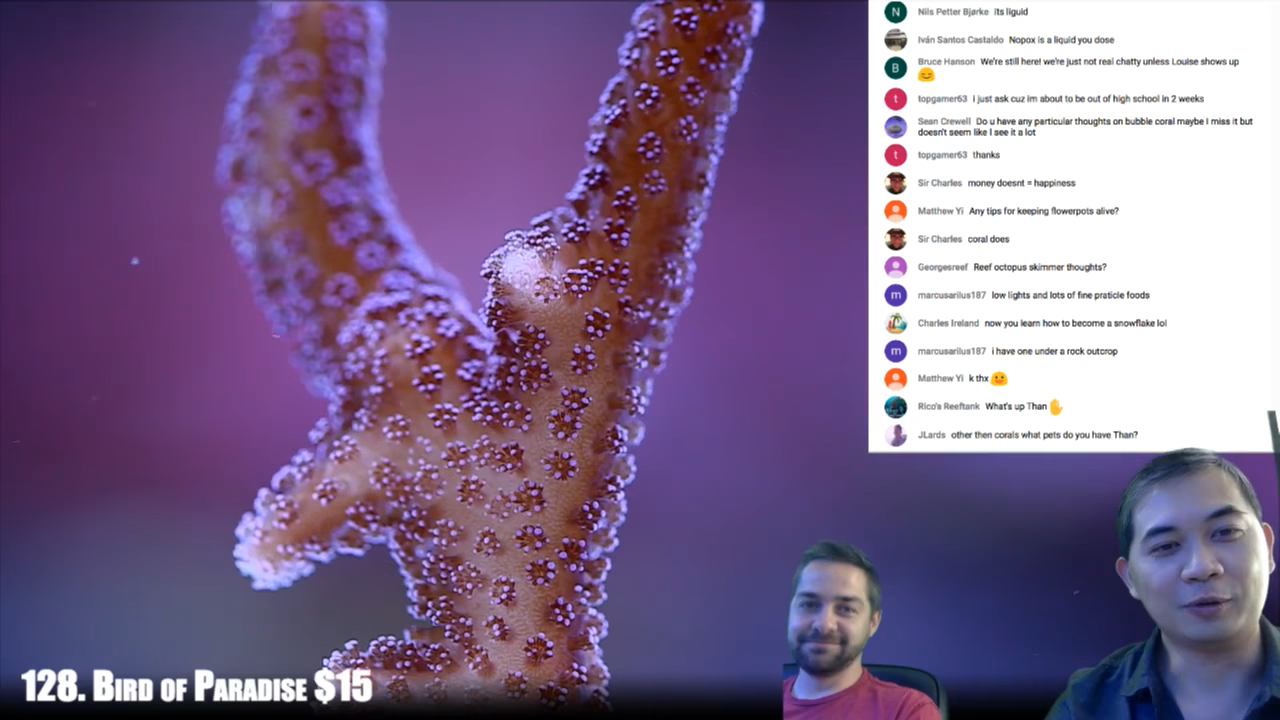 N Nils Petter Bjørke its liguid
Iván Santos Castaldo Nopox is a liquid you dose
B Bruce Hanson We're still here! we're just not real chatty unless Louise shows up
t topgamer63 i just ask cuz im about to be out of high school in 2 weeks
Sean Crewell Do u have any particular thoughts on bubble coral maybe I miss it but
doesn't seem like I see it a lot
t topgamer63 thanks
Sir Charles money doesnt = happiness
Matthew Yi Any tips for keeping flowerpots alive?
Sir Charles coral does
Georgesreef Reef octopus skimmer thoughts?
m marcusarilus187 low lights and lots of fine praticle foods
Charles Ireland now you learn how to become a snowflake lol
m marcusarilus187 i have one under a rock outcrop
Matthew Yi k thx
Rico's Reeftank What's up Than
JLards other then corals what pets do you have Than?
128. Bird of Paradise $15